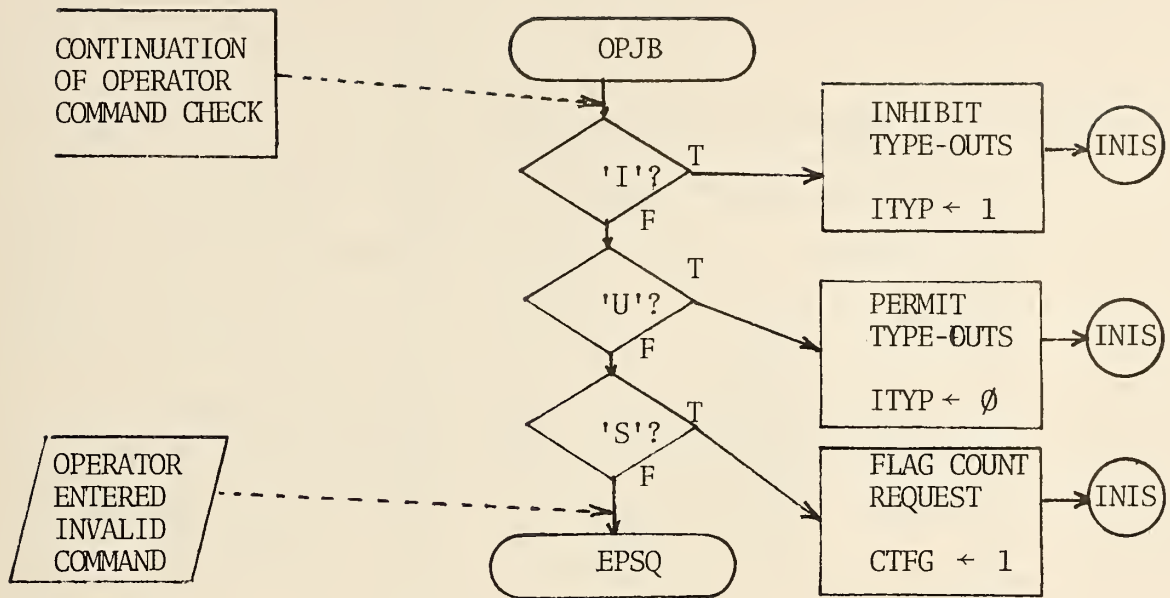 CONTINUATION
OF OPERATOR
COMMAND CHECK
OPJB
'I'?
T
F
INHIBIT
TYPE-OUTS
ITYP ← 1
INIS
'U'?
T
F
PERMIT
TYPE-OUTS
ITYP ← Ø
INIS
'S'?
T
F
FLAG COUNT
REQUEST
CTFG ← 1
INIS
OPERATOR
ENTERED
INVALID
COMMAND
EPSQ